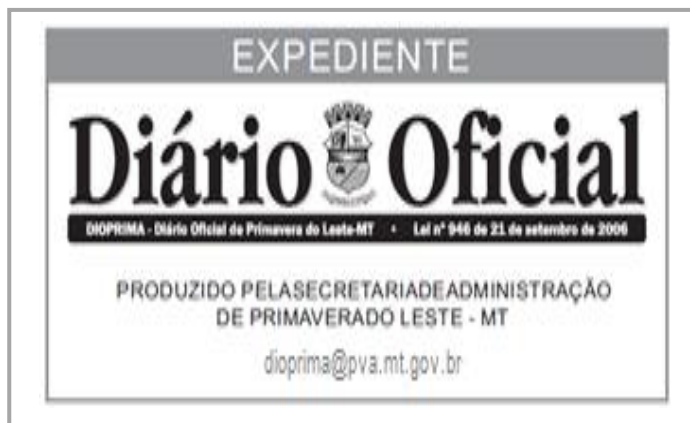 EXPEDIENTE
Diário Oficial
DIOPRIMA - Diário Oficial de Primavera do Leste-MT • Lei nº 946 de 21 de setembro de 2006
PRODUZIDO PELASECRETARIADEADMINISTRAÇÃO
DE PRIMAVERADO LESTE - MT
dioprima@pva.mt.gov.br